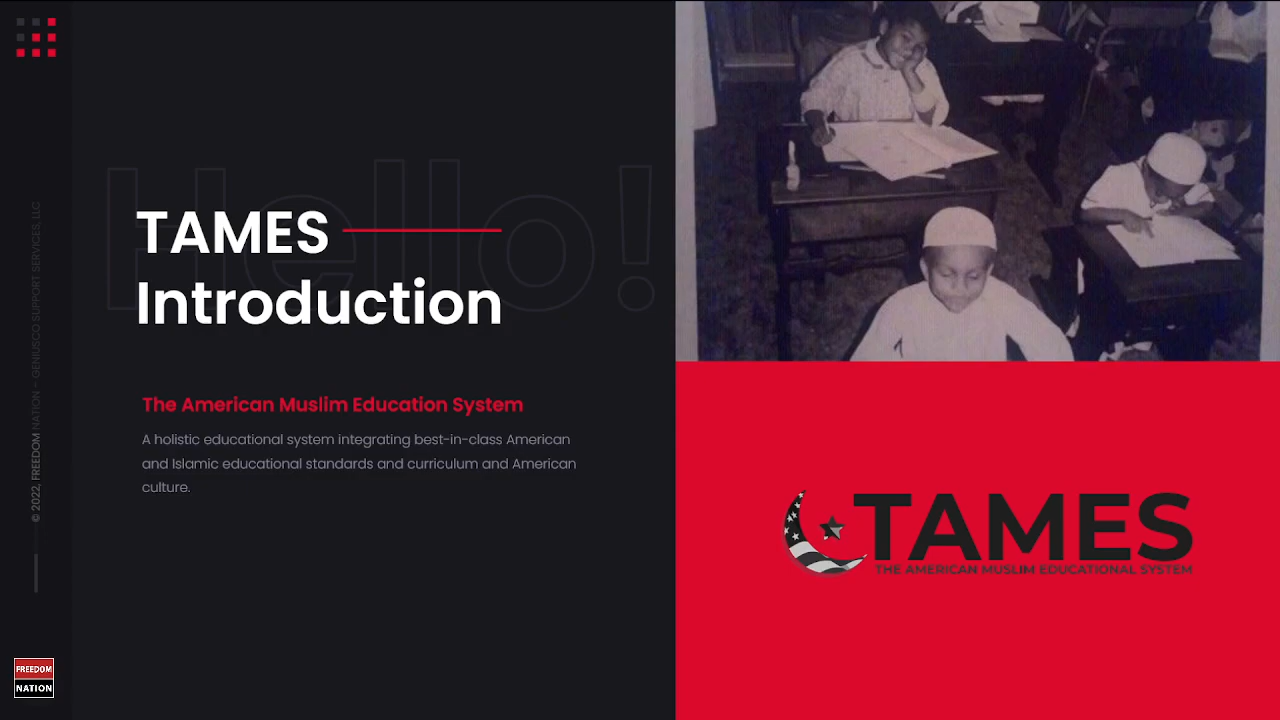 Hello!
TAMES
Introduction
The American Muslim Education System
A holistic educational system integrating best-in-class American
and Islamic educational standards and curriculum and American
culture.
© 2022, FREEDOM NATION – GENIUSCO SUPPORT SERVICES, LLC
FREEDOM
NATION
TAMES
THE AMERICAN MUSLIM EDUCATIONAL SYSTEM